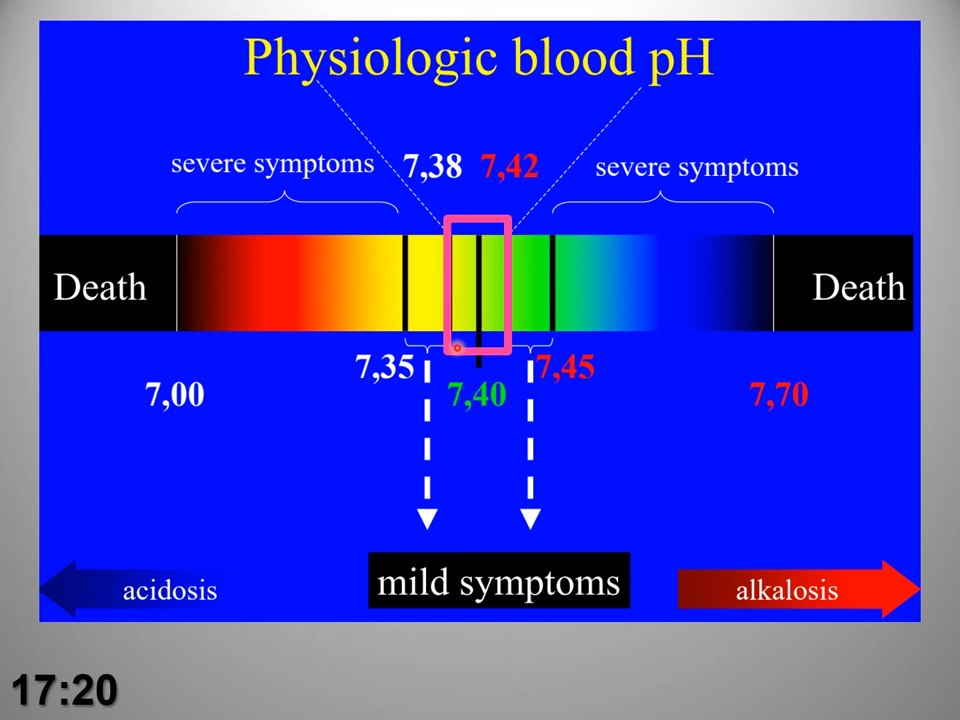 Physiologic blood pH
severe symptoms 7,38 7,42 severe symptoms
Death Death
7,35 7,45
7,00 7,40 7,70
mild symptoms
acidosis alkalosis
17:20